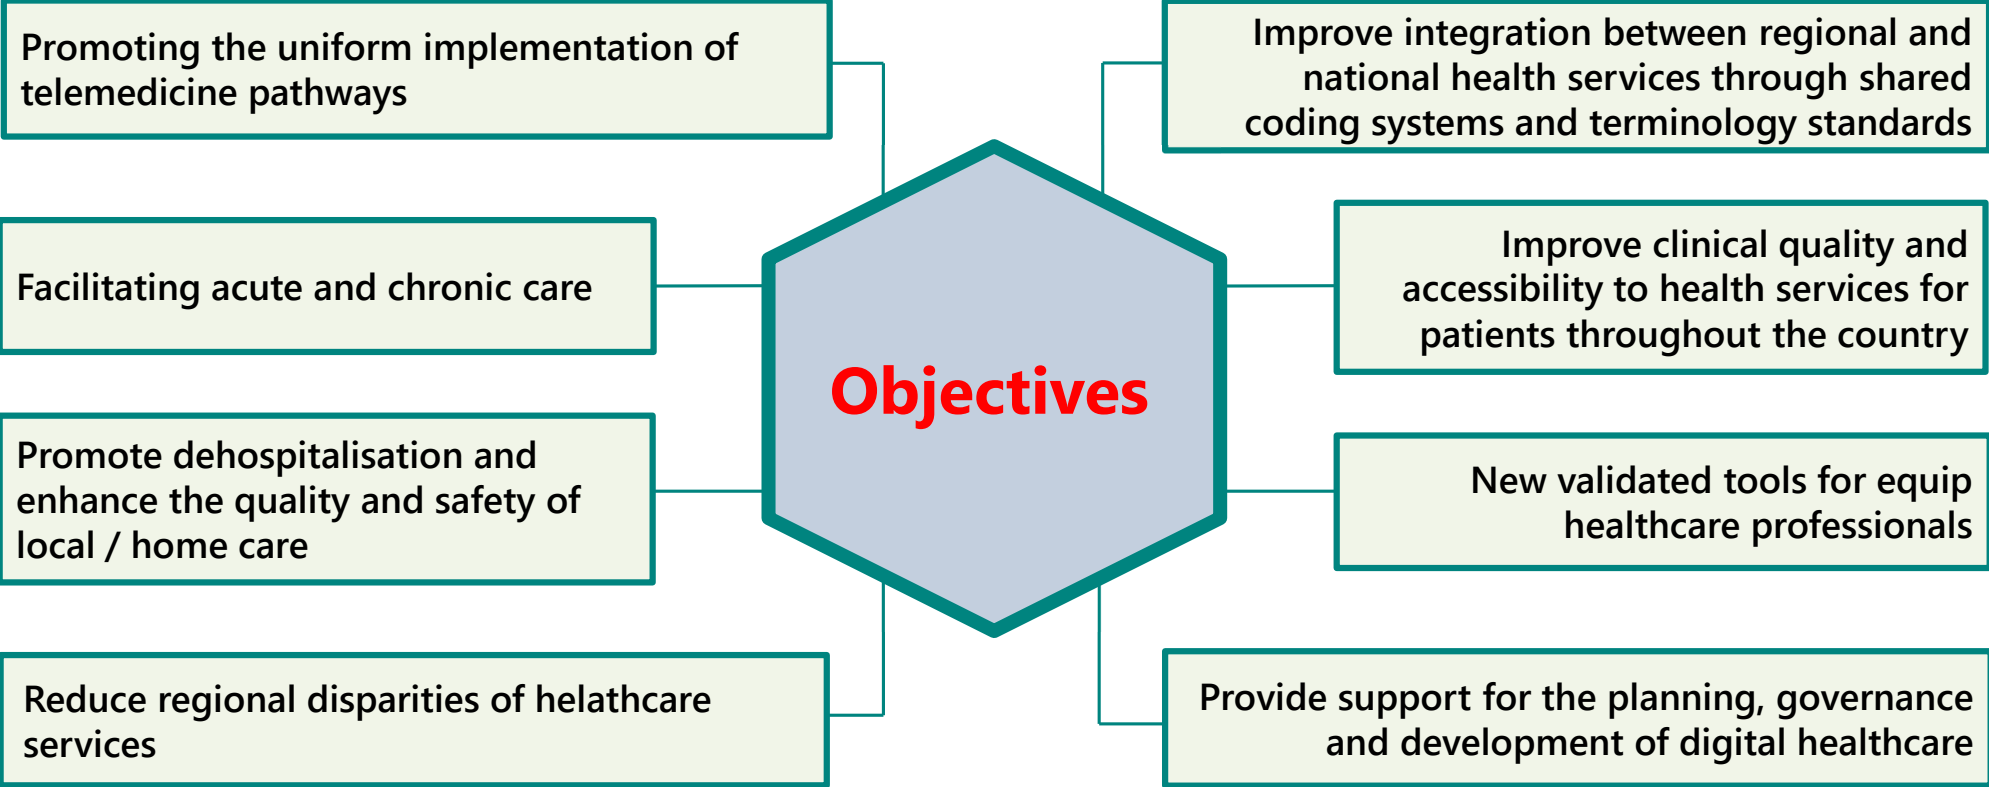 Promoting the uniform implementation of
telemedicine pathways
Facilitating acute and chronic care
Promote dehospitalisation and
enhance the quality and safety of
local / home care
Reduce regional disparities of helathcare
services
Objectives
Improve integration between regional and
national health services through shared
coding systems and terminology standards
Improve clinical quality and
accessibility to health services for
patients throughout the country
New validated tools for equip
healthcare professionals
Provide support for the planning, governance
and development of digital healthcare